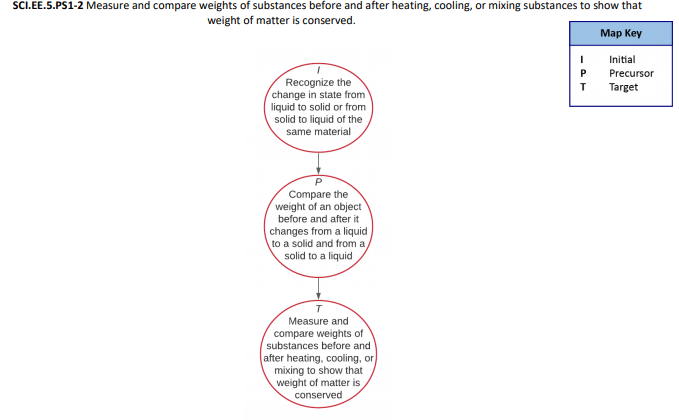 SCI.EE.5.PS1-2 Measure and compare weights of substances before and after heating, cooling, or mixing substances to show that
weight of matter is conserved.
Map Key
I Initial
P Precursor
T Target
I
Recognize the
change in state from
liquid to solid or from
solid to liquid of the
same material
P
Compare the
weight of an object
before and after it
changes from a liquid
to a solid and from a
solid to a liquid
T
Measure and
compare weights of
substances before and
after heating, cooling, or
mixing to show that
weight of matter is
conserved